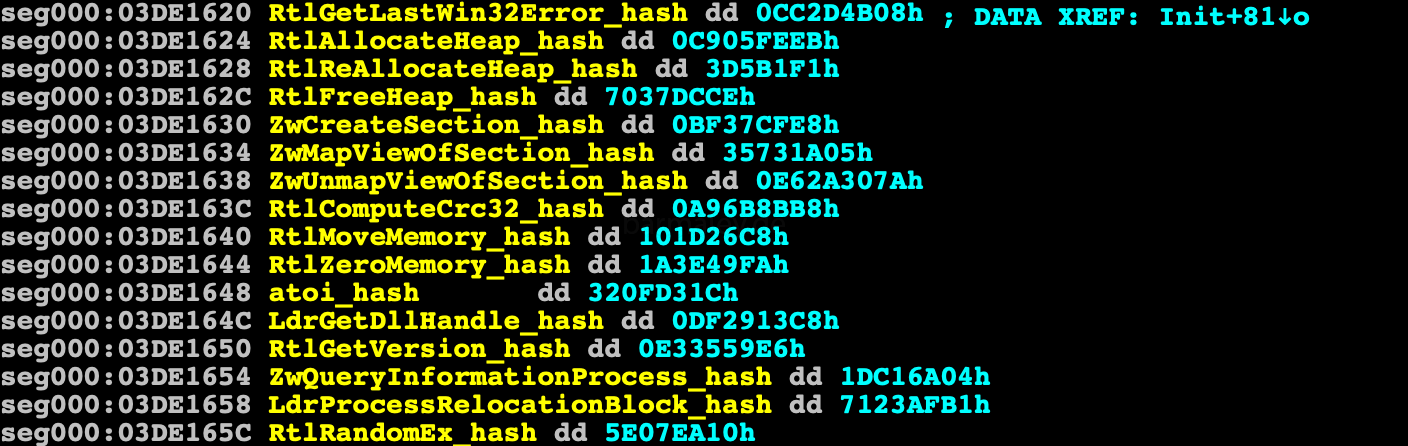 seg000:03DE1620 RtlGetLastWin32Error_hash dd 0CC2D4B08h ; DATA XREF: Init+81↓o
seg000:03DE1624 RtlAllocateHeap_hash dd 0C905FEEBh
seg000:03DE1628 RtlReAllocateHeap_hash dd 3D5B1F1h
seg000:03DE162C RtlFreeHeap_hash dd 7037DCCEh
seg000:03DE1630 ZwCreateSection_hash dd 0BF37CFE8h
seg000:03DE1634 ZwMapViewOfSection_hash dd 35731A05h
seg000:03DE1638 ZwUnmapViewOfSection_hash dd 0E62A307Ah
seg000:03DE163C RtlComputeCrc32_hash dd 0A96B8BB8h
seg000:03DE1640 RtlMoveMemory_hash dd 101D26C8h
seg000:03DE1644 RtlZeroMemory_hash dd 1A3E49FAh
seg000:03DE1648 atoi_hash dd 320FD31Ch
seg000:03DE164C LdrGetDllHandle_hash dd 0DF2913C8h
seg000:03DE1650 RtlGetVersion_hash dd 0E33559E6h
seg000:03DE1654 ZwQueryInformationProcess_hash dd 1DC16A04h
seg000:03DE1658 LdrProcessRelocationBlock_hash dd 7123AFB1h
seg000:03DE165C RtlRandomEx_hash dd 5E07EA10h